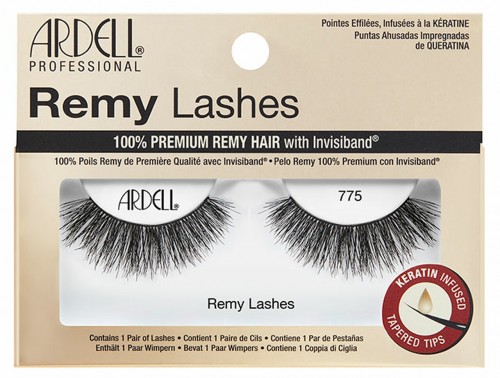 ARDELL®
PROFESSIONAL
Pointes Effilées, Infusées à la KÉRATINE
Puntas Ahusadas Impregnadas
de QUERATINA
Remy Lashes
100% PREMIUM REMY HAIR with Invisiband®
100% Poils Remy de Première Qualité avec Invisiband® • Pelo Remy 100% Premium con Invisiband®
ARDELL®
775
Remy Lashes
KERATIN INFUSED
TAPERED TIPS
Contains 1 Pair of Lashes • Contient 1 Paire de Cils • Contiene 1 Par de Pestañas
Enthält 1 Paar Wimpern • Bevat 1 Paar Wimpers • Contiene 1 Coppia di Ciglia